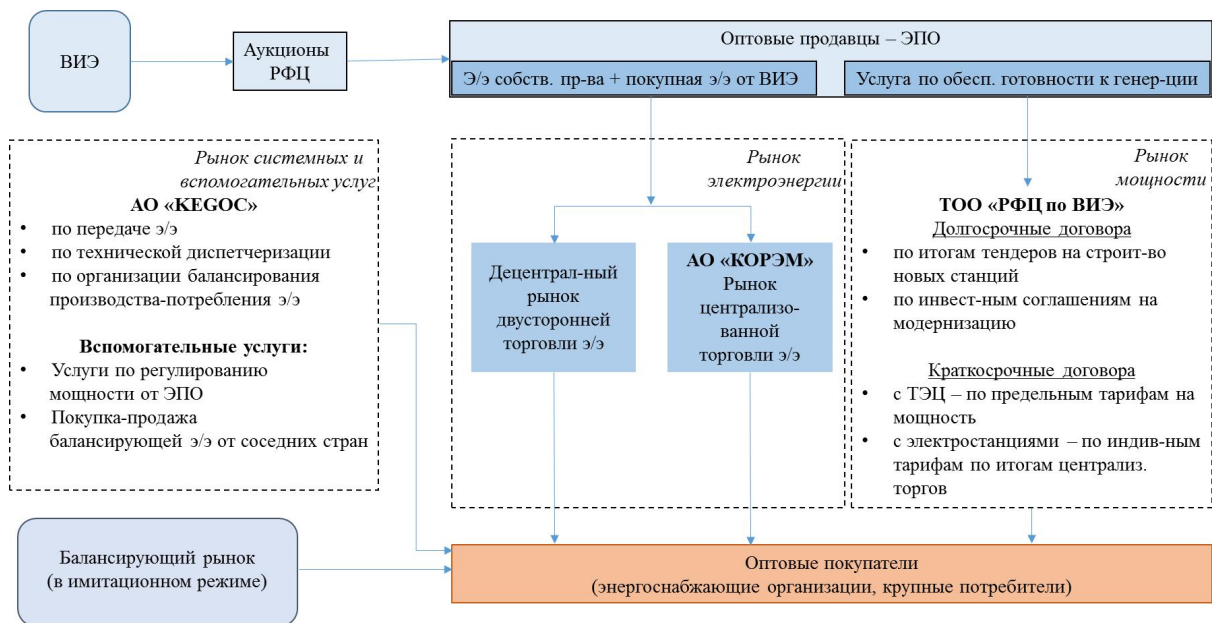 ВИЭ
Аукционы
РФЦ
Оптовые продавцы – ЭПО
Э/э собств. пр-ва + покупная э/э от ВИЭ
Услуга по обесп. готовности к генер-ции
Рынок системных и
вспомогательных услуг
АО «KEGOC»
• по передаче э/э
• по технической диспетчеризации
• по организации балансирования
производства-потребления э/э
Вспомогательные услуги:
• Услуги по регулированию
мощности от ЭПО
• Покупка-продажа
балансирующей э/э от соседних стран
Рынок
электроэнергии
Децентрал-ный
рынок
двусторонней
торговли э/э
АО «КОРЭМ»
Рынок
централизо-
ванной
торговли э/э
Рынок
мощности
ТОО «РФЦ по ВИЭ»
Долгосрочные договора
• по итогам тендеров на строит-во
новых станций
• по инвест-ным соглашениям на
модернизацию
Краткосрочные договора
• с ТЭЦ – по предельным тарифам на
мощность
• с электростанциями – по индив-ным
тарифам по итогам централиз.
торгов
Балансирующий рынок
(в имитационном режиме)
Оптовые покупатели
(энергоснабжающие организации, крупные потребители)